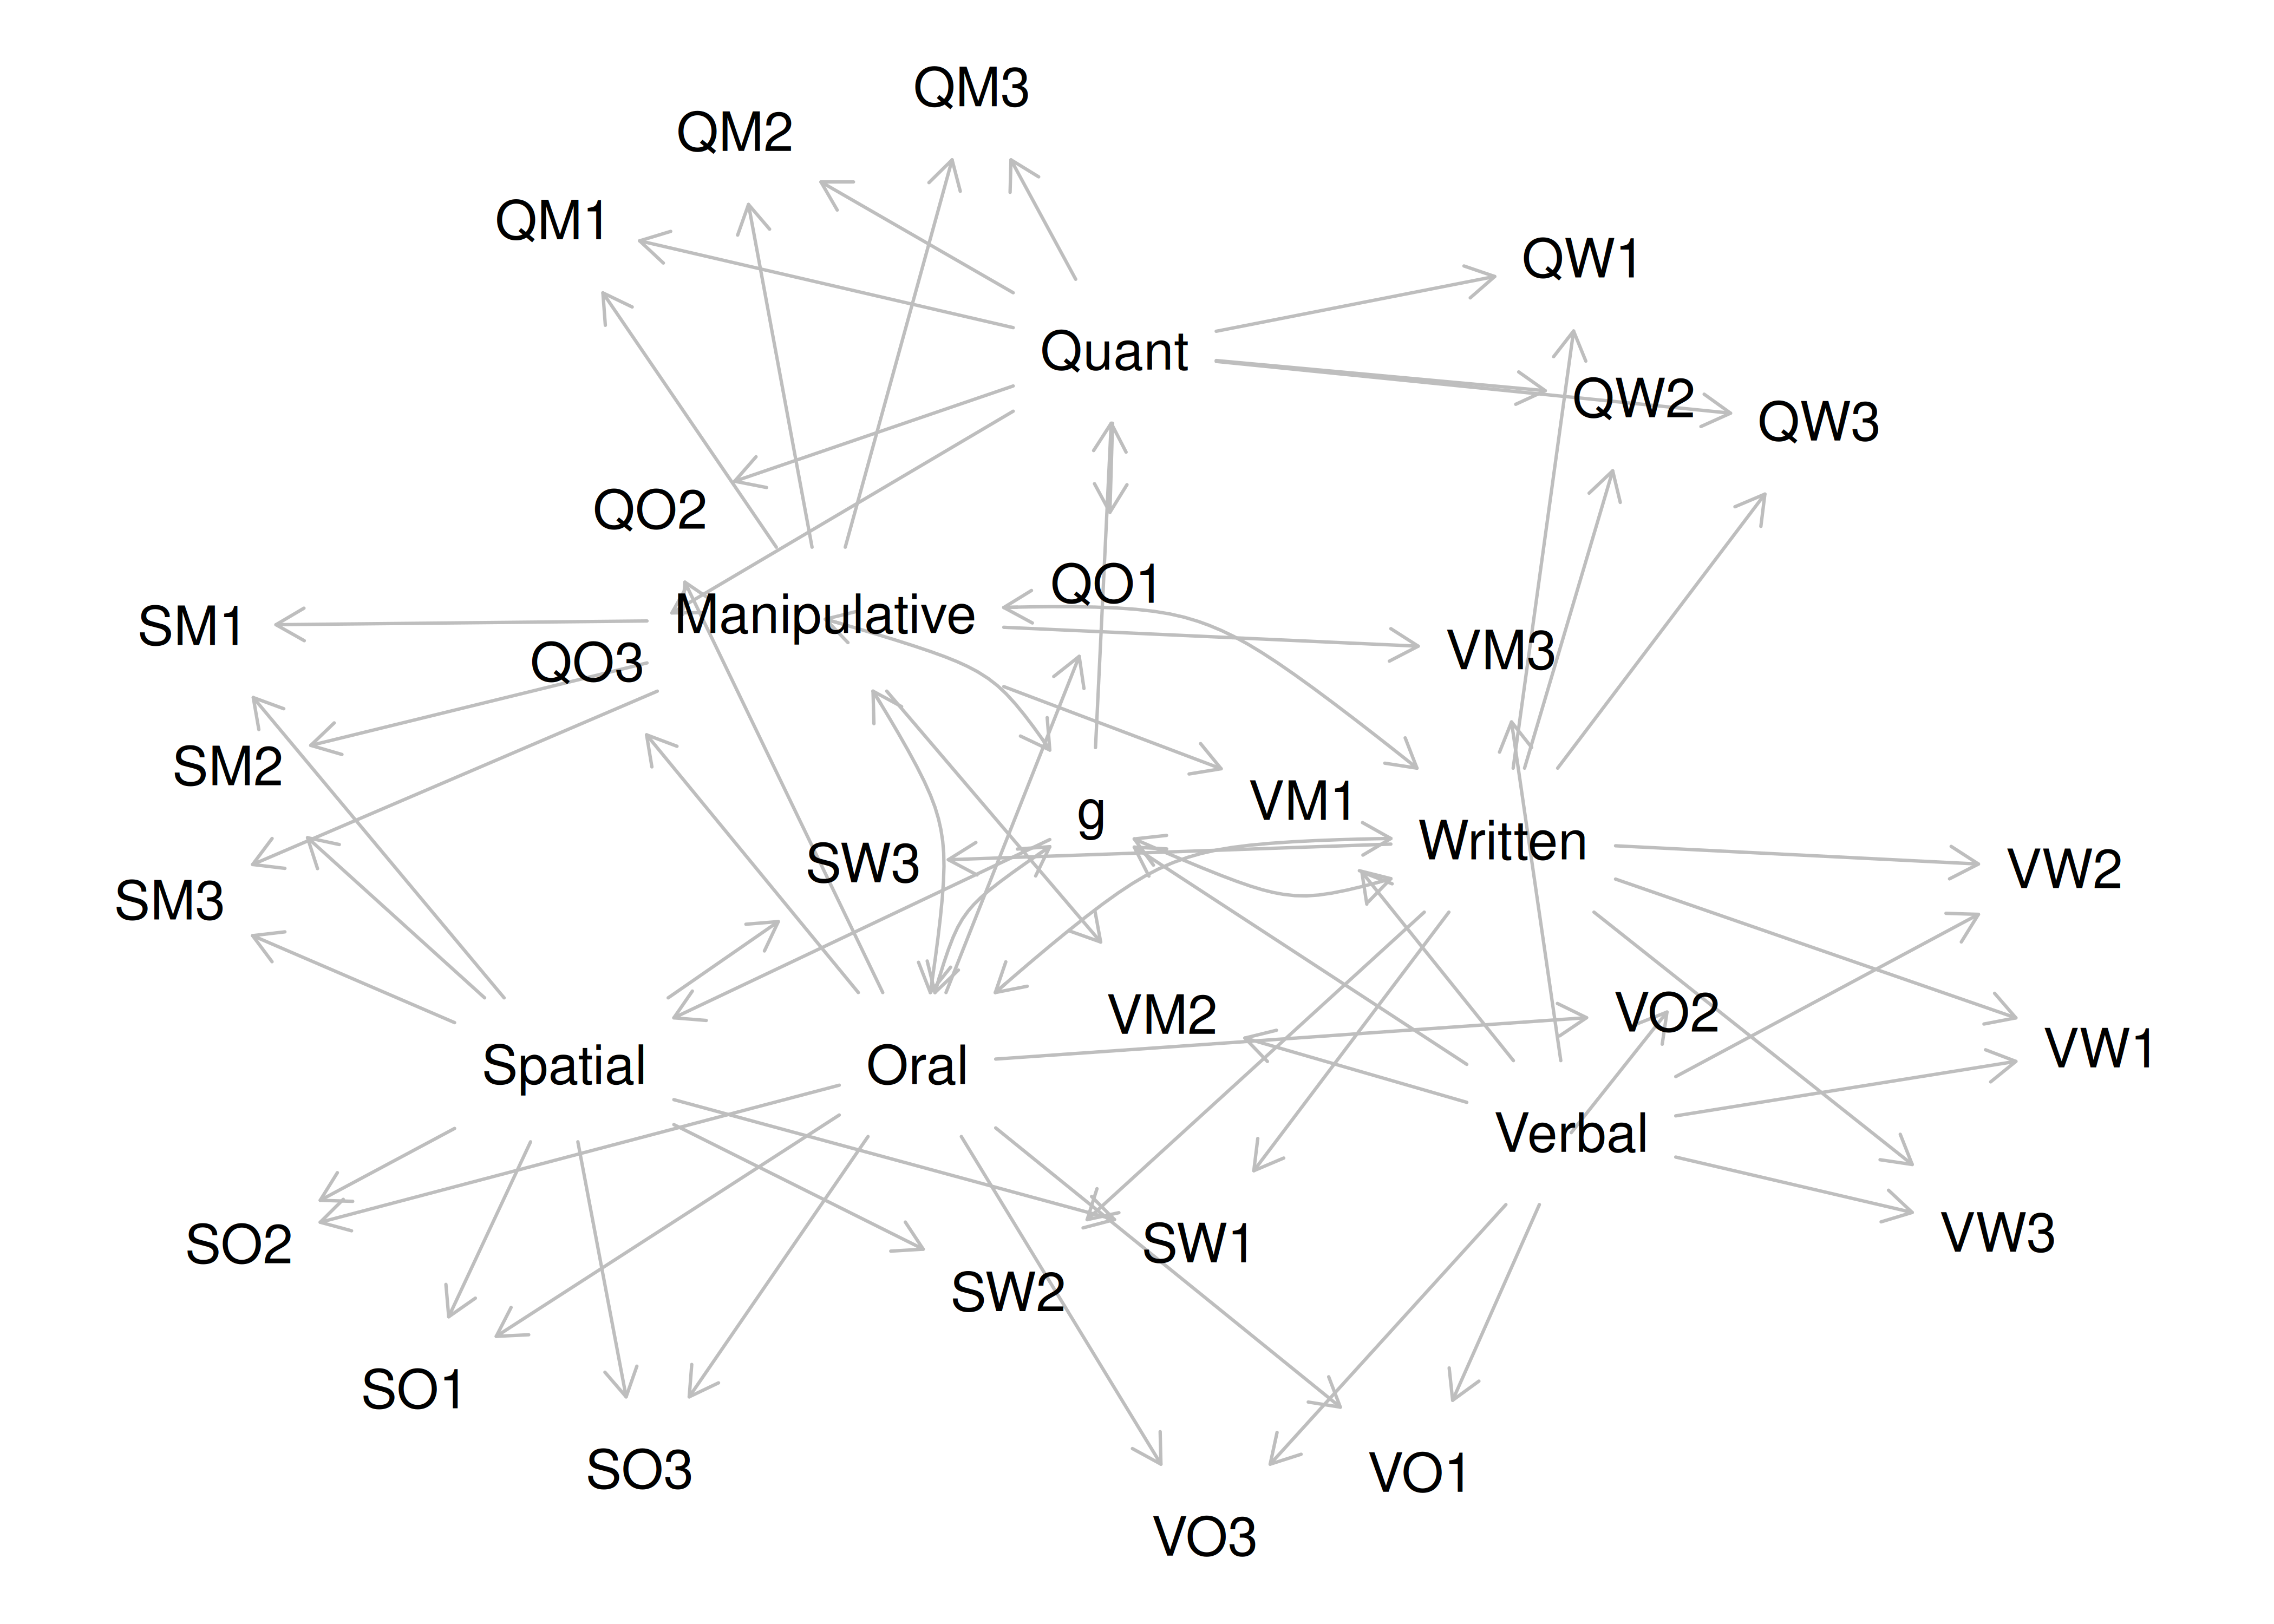 QM3
QM2
QM1
QW1
Quant
QW2
QW3
QO2
QO1
Manipulative
SM1
VM3
QO3
SM2
VM1
g
Written
SW3
VW2
SM3
VO2
VM2
VW1
Spatial
Oral
Verbal
VW3
SO2
SW1
SW2
SO1
SO3
VO1
VO3